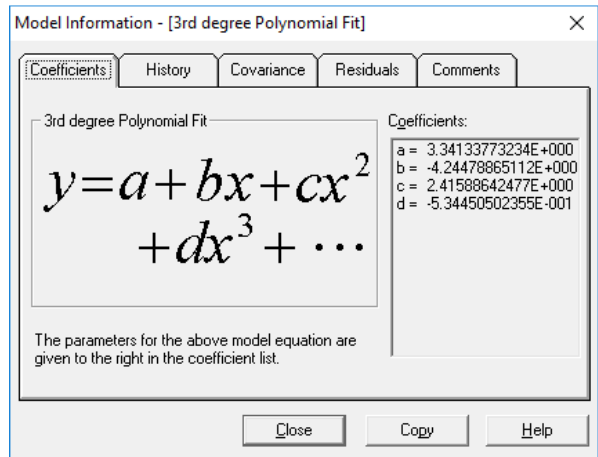 Model Information - [3rd degree Polynomial Fit]
Coefficients History Covariance Residuals Comments
3rd degree Polynomial Fit
y=a+bx+cx²
+dx³+⋯
The parameters for the above model equation are
given to the right in the coefficient list.
Coefficients:
a = 3.34133773234E+000
b = -4.24478865112E+000
c = 2.41588642477E+000
d = -5.34450502355E-001
Close Copy Help